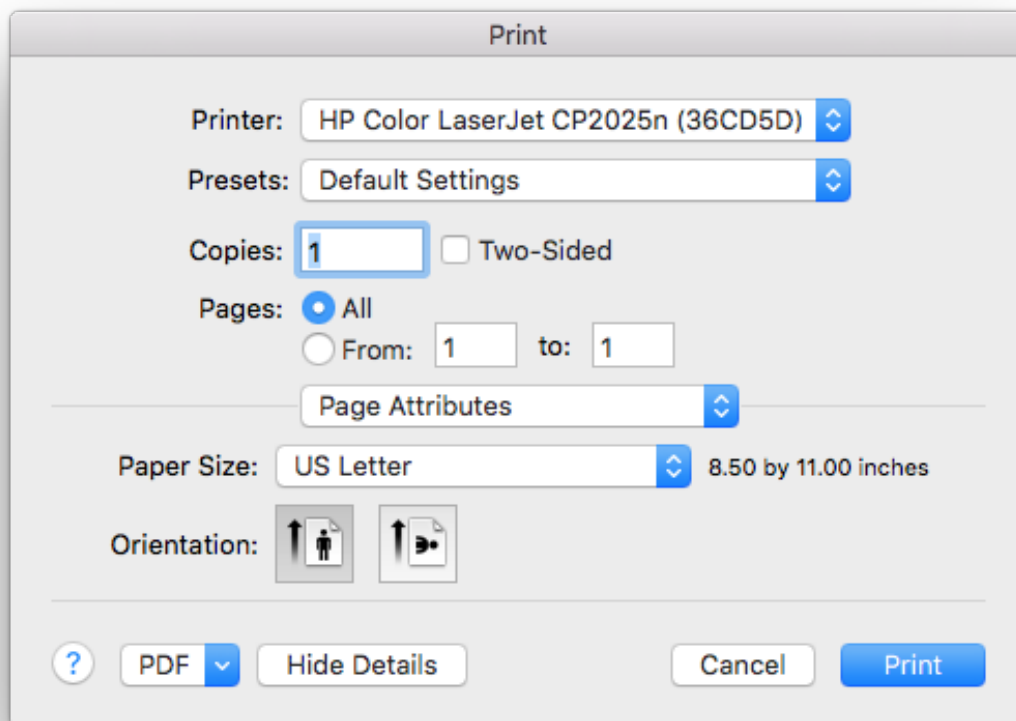 Print
Printer: HP Color LaserJet CP2025n (36CD5D)
Presets: Default Settings
Copies: 1 Two-Sided
Pages: All
From: 1 to: 1
Page Attributes
Paper Size: US Letter 8.50 by 11.00 inches
Orientation:
? PDF Hide Details Cancel Print